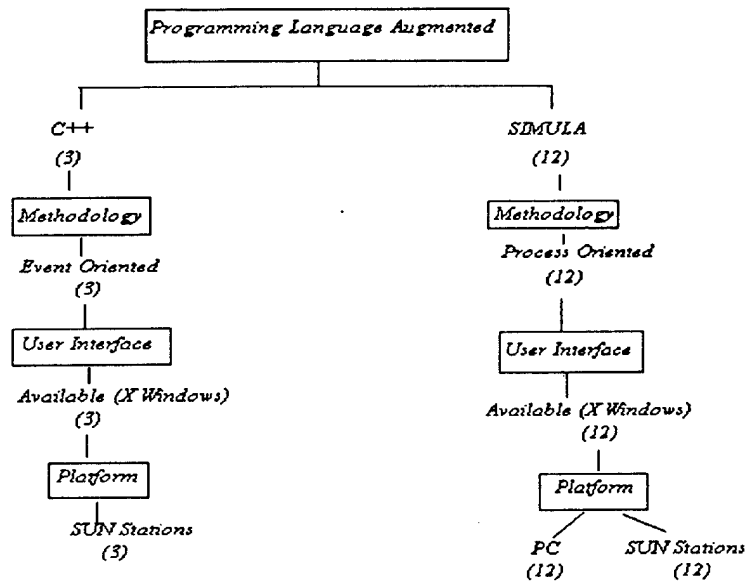 Programming Language Augmented
C++
(3)
Methodology
Event Oriented
(3)
User Interface
Available (X Windows)
(3)
Platform
SUN Stations
(3)
SIMULA
(12)
Methodology
Process Oriented
(12)
User Interface
Available (X Windows)
(12)
Platform
PC
(12)
SUN Stations
(12)